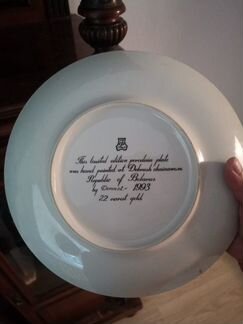 This limited edition porcelain plate
was hand painted at
Republic of Belarus
by 1993
22 carat gold